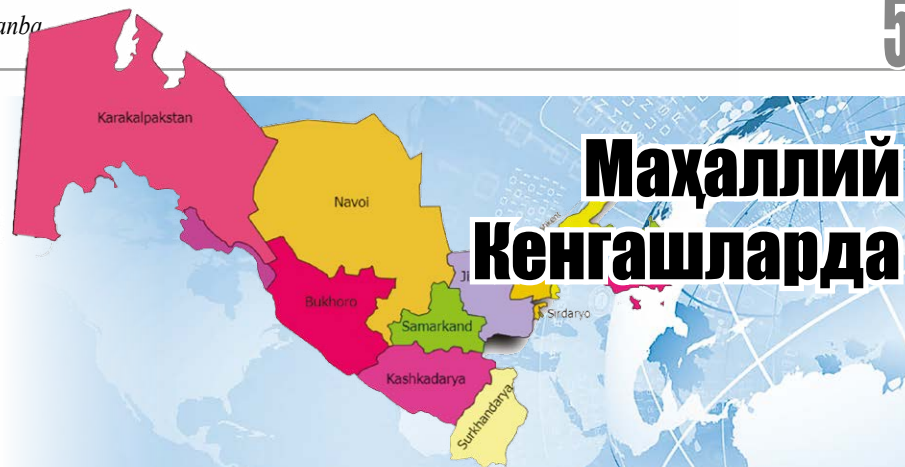 anba
5
Karakalpakstan
Маҳаллий
Кенгашларда
Navoi
Bukhoro
Sirdaryo
Samarkand
Kashkadarya
Surkhandarya